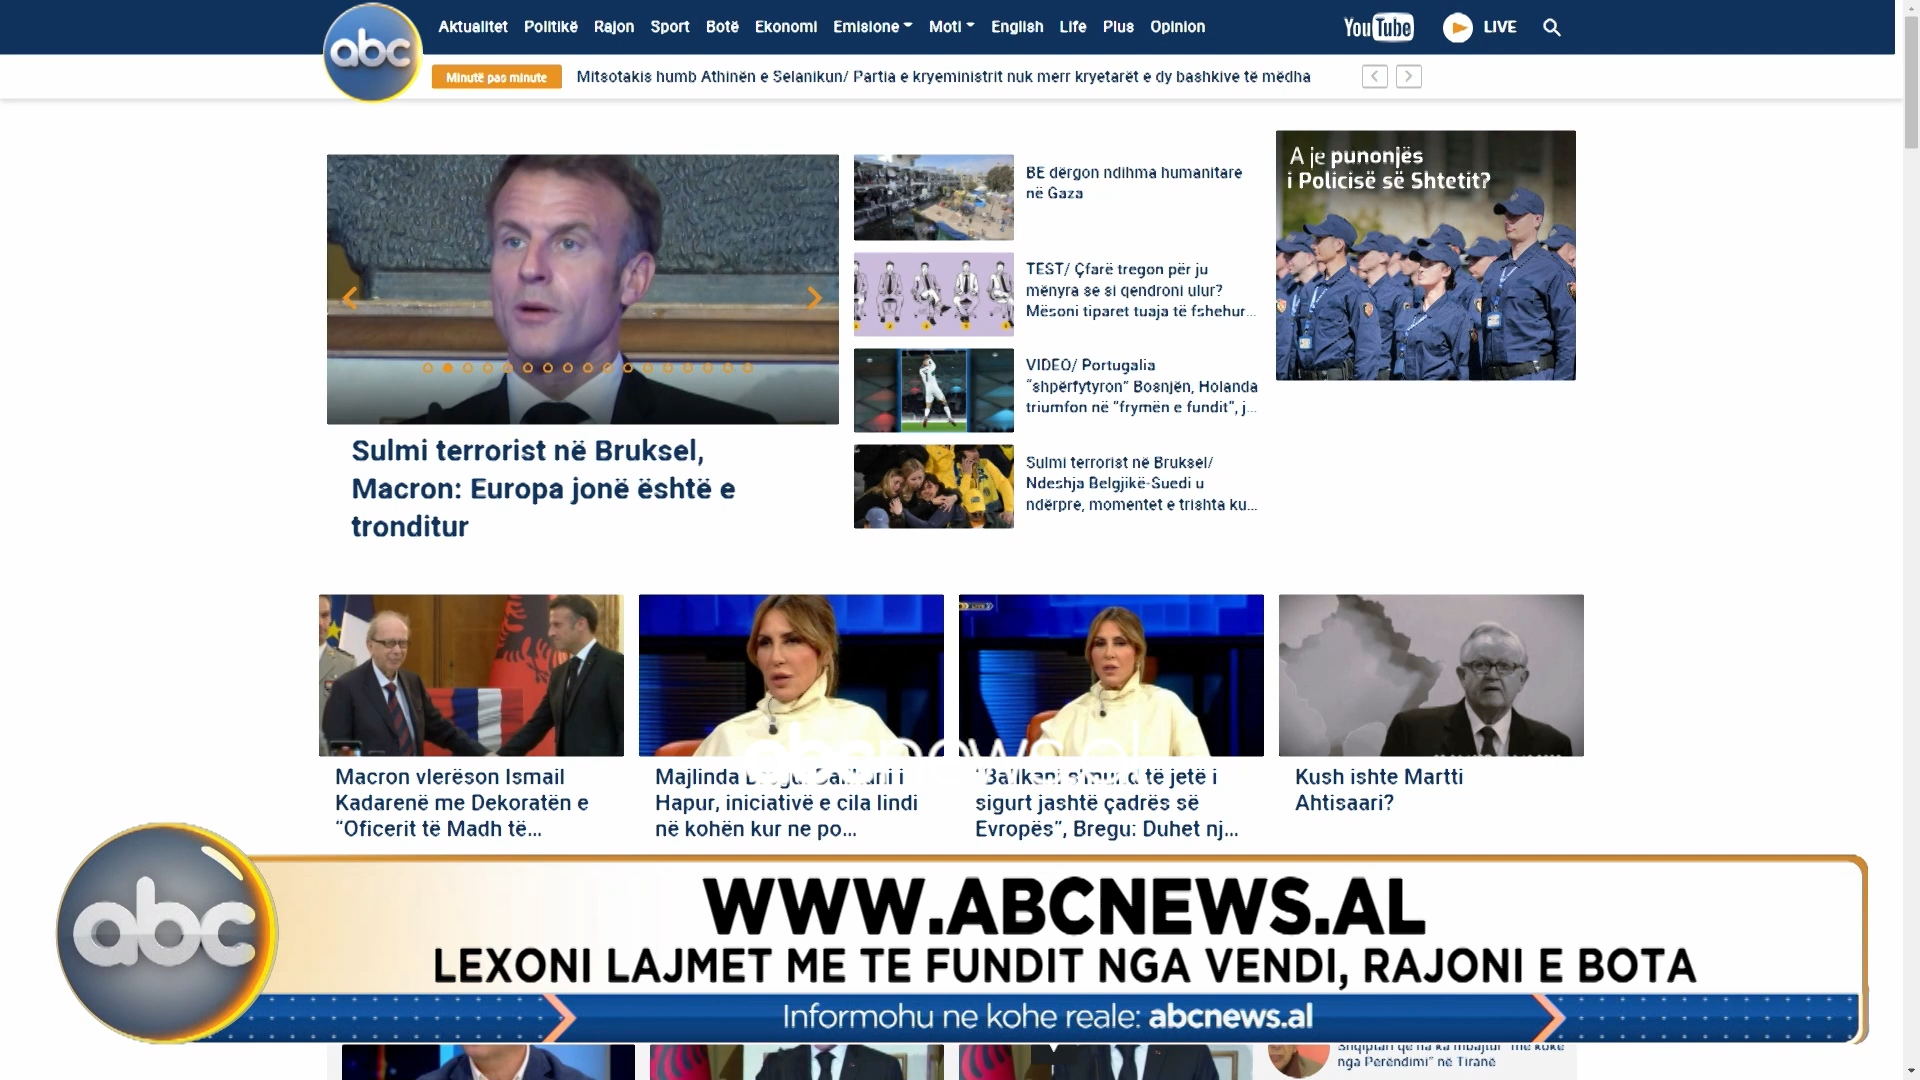 abc
Aktualitet Politikë Rajon Sport Botë Ekonomi Emisione Moti English Life Plus Opinion
YouTube
LIVE
Minutë pas minute
Mitsotakis humb Athinën e Selanikun/ Partia e kryeministrit nuk merr kryetarët e dy bashkive të mëdha
Sulmi terrorist në Bruksel,
Macron: Europa jonë është e
tronditur
BE dërgon ndihma humanitare
në Gaza
TEST/ Çfarë tregon për ju
mënyra se si qendroni ulur?
Mësoni tiparet tuaja të fshehur...
VIDEO/ Portugalia
“shpërfytyron” Bosnjën, Holanda
triumfon në “frymën e fundit”, j...
Sulmi terrorist në Bruksel/
Ndeshja Belgjikë-Suedi u
ndërpre, momentet e trishta ku...
A je punonjës
i Policisë së Shtetit?
Macron vlerëson Ismail
Kadarenë me Dekoratën e
“Oficerit të Madh të...
Majlinda Bregu: Ballkani i
Hapur, iniciativë e cila lindi
në kohën kur ne po...
“Ballkani s'mund të jetë i
sigurt jashtë çadrës së
Evropës”, Bregu: Duhet nj...
Kush ishte Martti
Ahtisaari?
abcnews.al
abc
WWW.ABCNEWS.AL
LEXONI LAJMET ME TE FUNDIT NGA VENDI, RAJONI E BOTA
Informohu ne kohe reale: abcnews.al
nga Perëndimi” në Tiranë